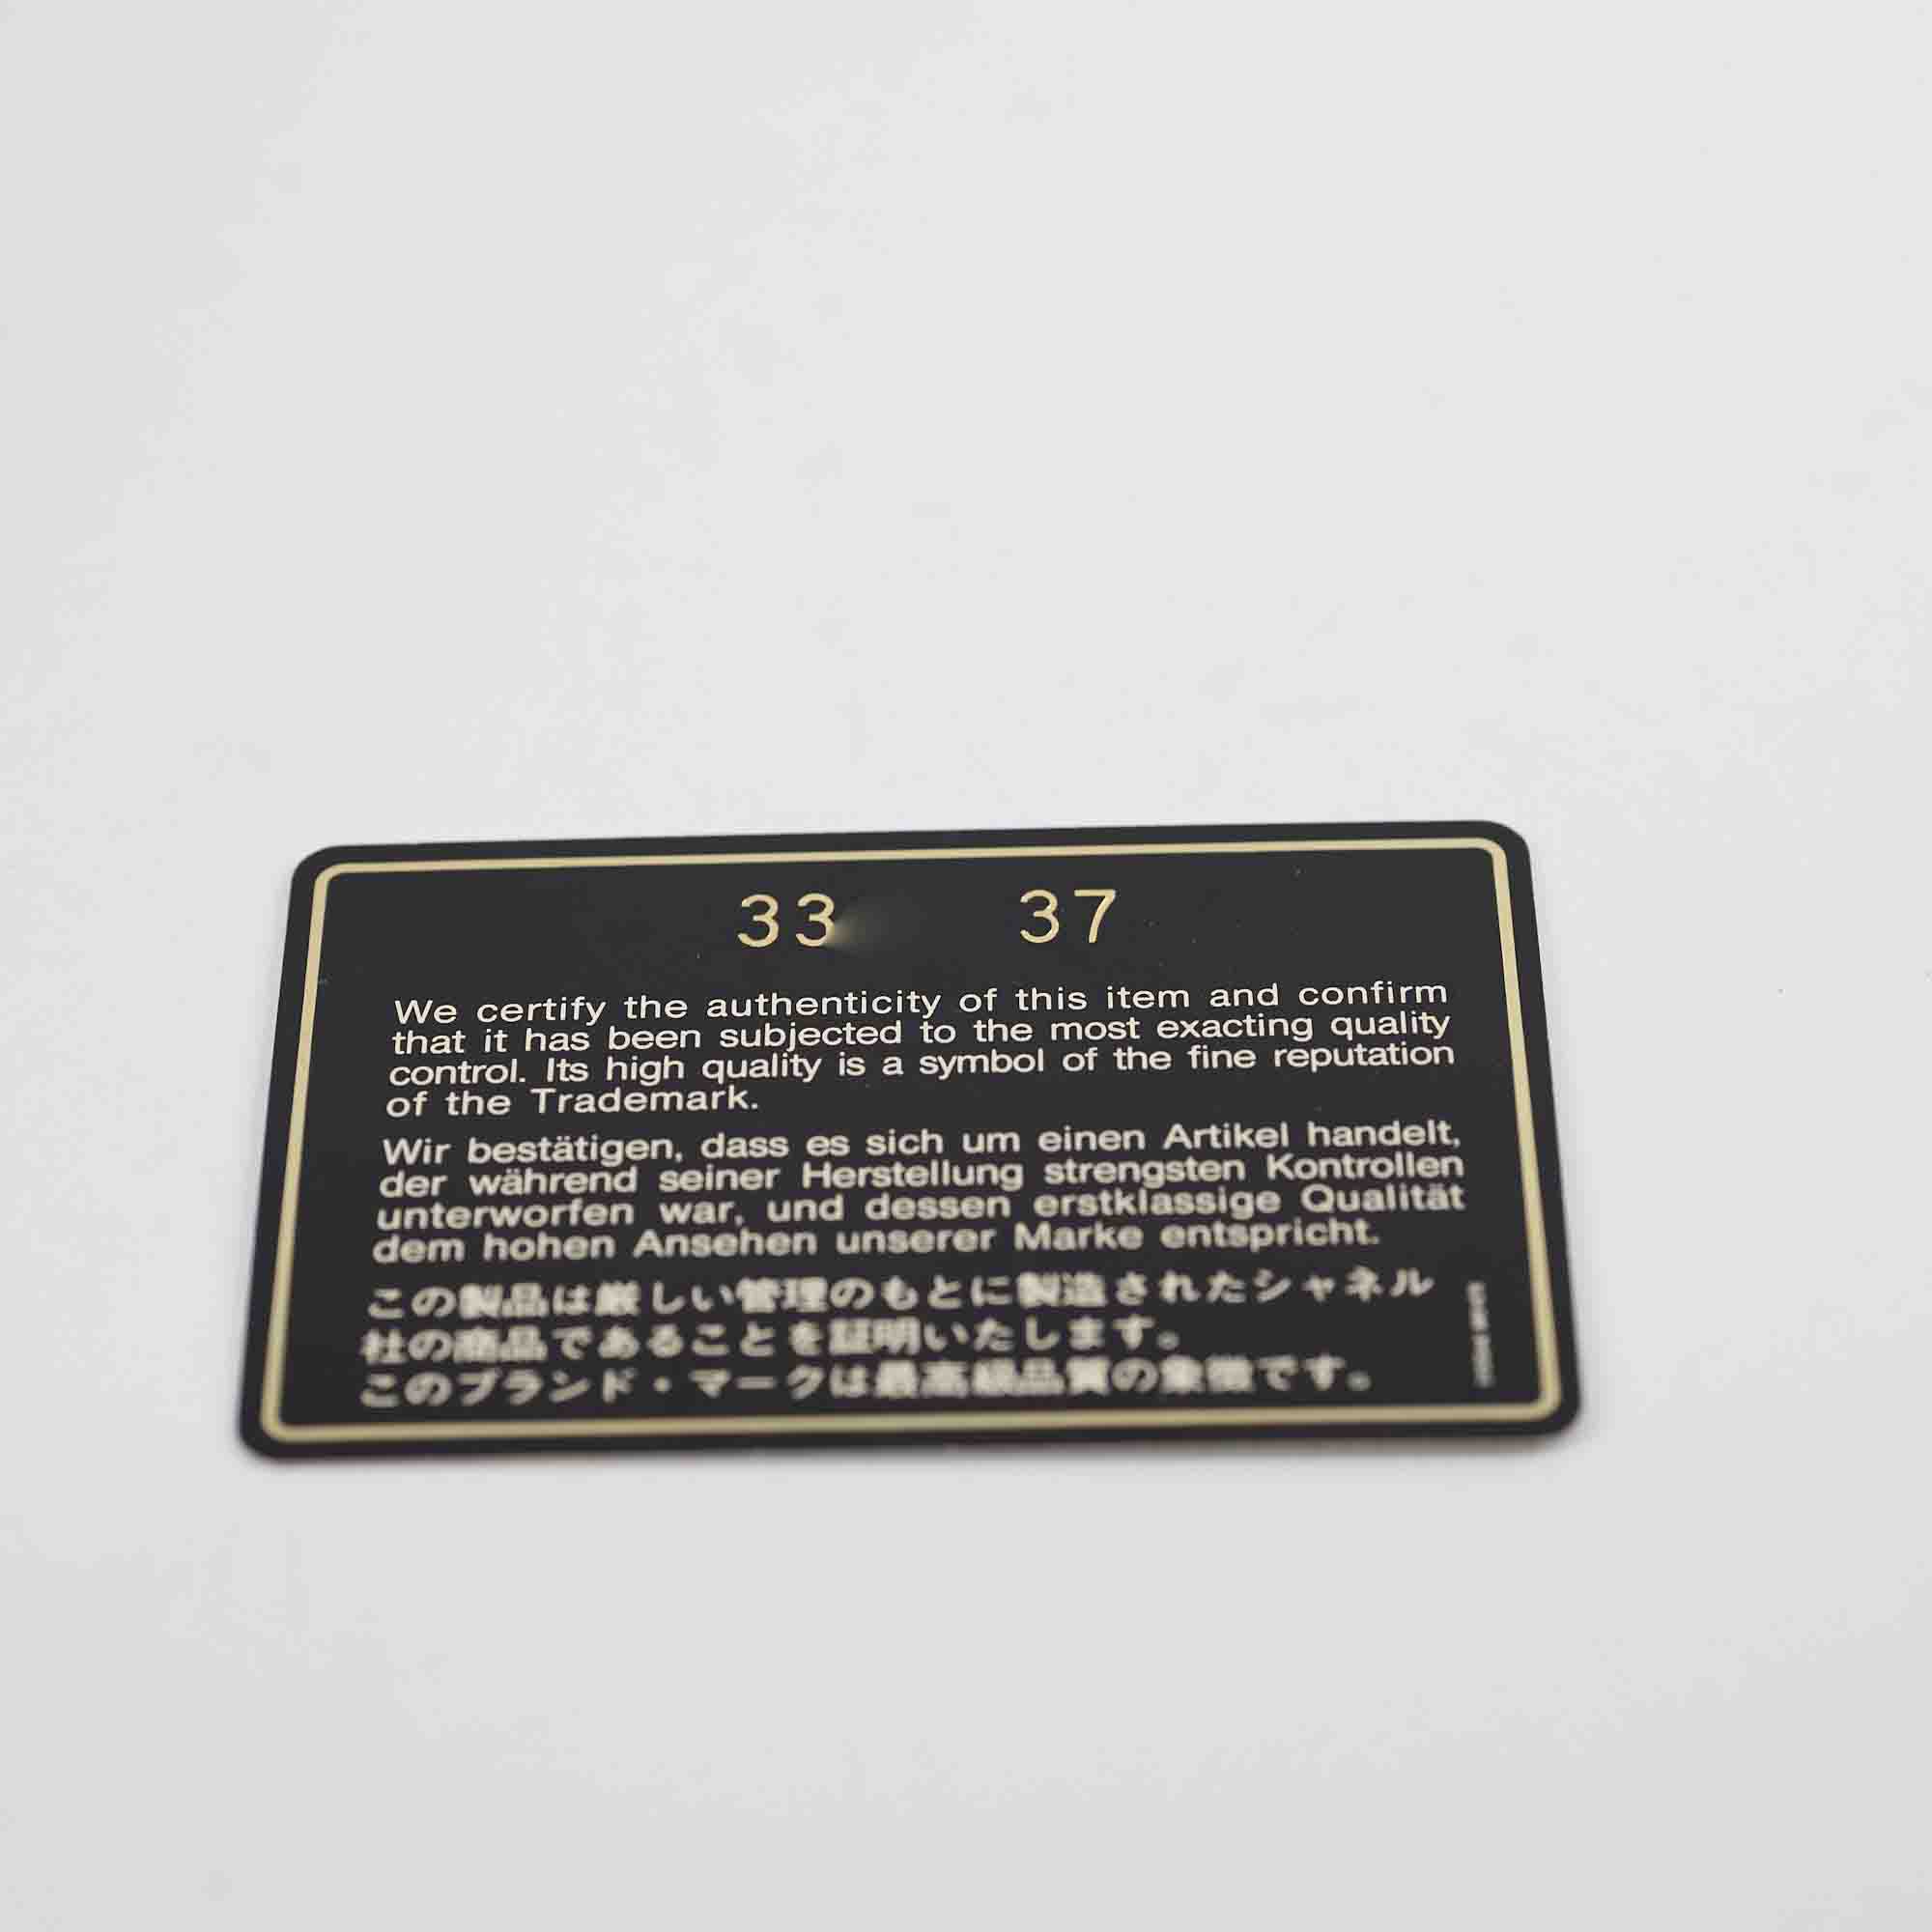 33 37
We certify the authenticity of this item and confirm
that it has been subjected to the most exacting quality
control. Its high quality is a symbol of the fine reputation
of the Trademark.
Wir bestätigen, dass es sich um einen Artikel handelt,
der während seiner Herstellung strengsten Kontrollen
unterworfen war, und dessen erstklassige Qualität
dem hohen Ansehen unserer Marke entspricht.
この製品は厳しい管理のもとに製造されたシャネル
社の商品であることを証明いたします。
このブランド・マークは最高級品質の象徴です。